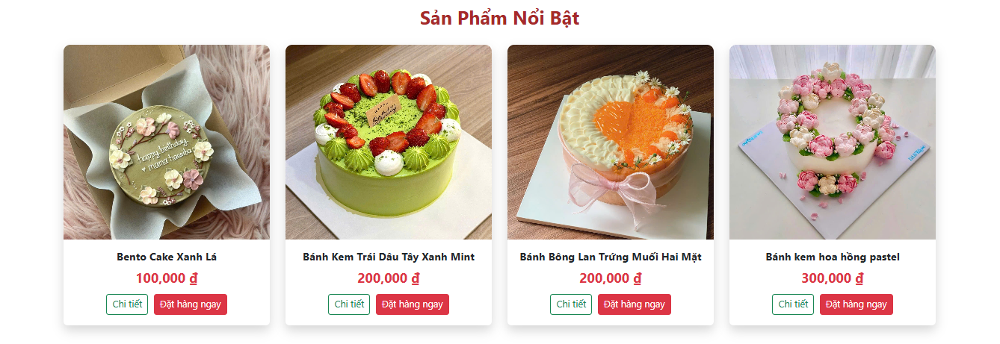 Sản Phẩm Nổi Bật
happy birthday
mama hassiba
HAPPY
Bento Cake Xanh Lá
100,000 ₫
Chi tiết
Đặt hàng ngay
Bánh Kem Trái Dâu Tây Xanh Mint
200,000 ₫
Chi tiết
Đặt hàng ngay
Bánh Bông Lan Trứng Muối Hai Mặt
200,000 ₫
Chi tiết
Đặt hàng ngay
Bánh kem hoa hồng pastel
300,000 ₫
Chi tiết
Đặt hàng ngay